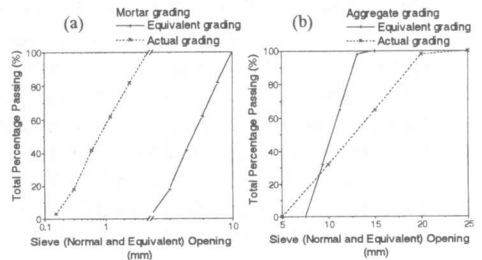 (a)
Mortar grading
Equivalent grading
Actual grading
Total Percentage Passing (%)
100
80
60
40
20
0
0.1
1
10
Sieve (Normal and Equivalent) Opening
(mm)
(b)
Aggregate grading
Equivalent grading
Actual grading
Total Percentage Passing (%)
100
80
60
40
20
0
5
10
15
20
25
Sieve (Normal and Equivalent) Opening
(mm)